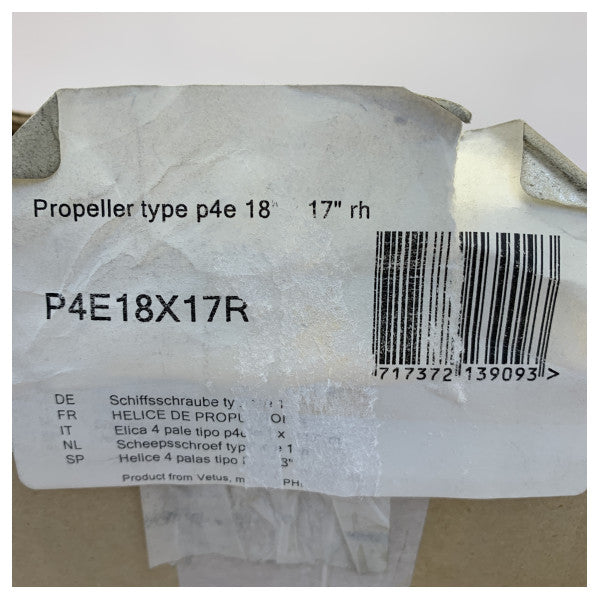 Propeller type p4e 18" 17" rh
P4E18X17R
717372 139093 >
DE Schiffsschraube
FR HELICE DE
IT Elica 4 pale tipo
NL Scheepsschroef
SP Helice 4 palas tipo 3"
Product from Vetus,